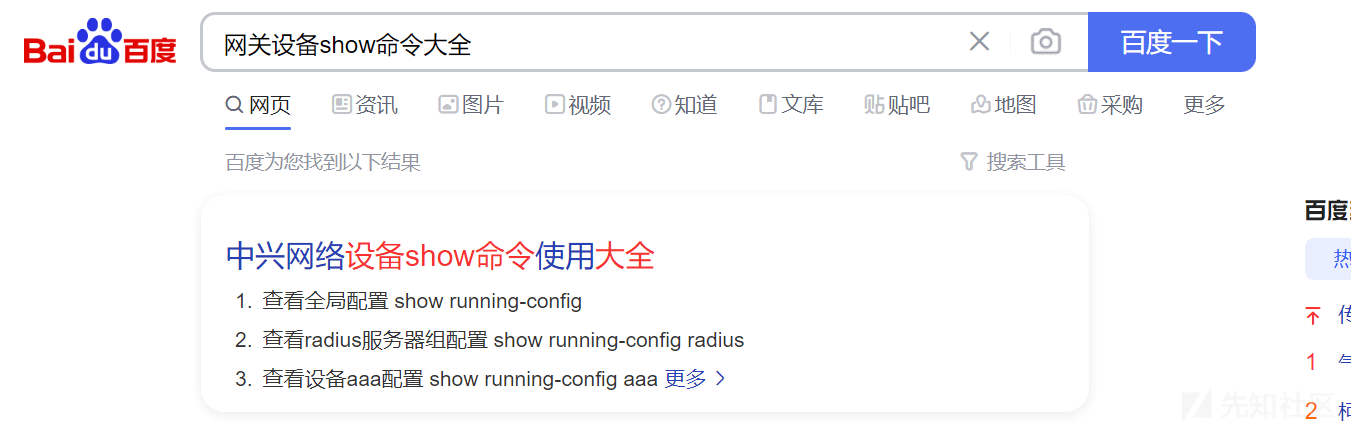 Bai du 百度
网关设备show命令大全
百度一下
网页 资讯 图片 视频 知道 文库 贴 贴吧 地图 采购 更多
百度为您找到以下结果
搜索工具
百度
中兴网络设备show命令使用大全
热
1. 查看全局配置 show running-config
传
2. 查看radius服务器组配置 show running-config radius
1 气
3. 查看设备aaa配置 show running-config aaa 更多
2 柯
先知社区